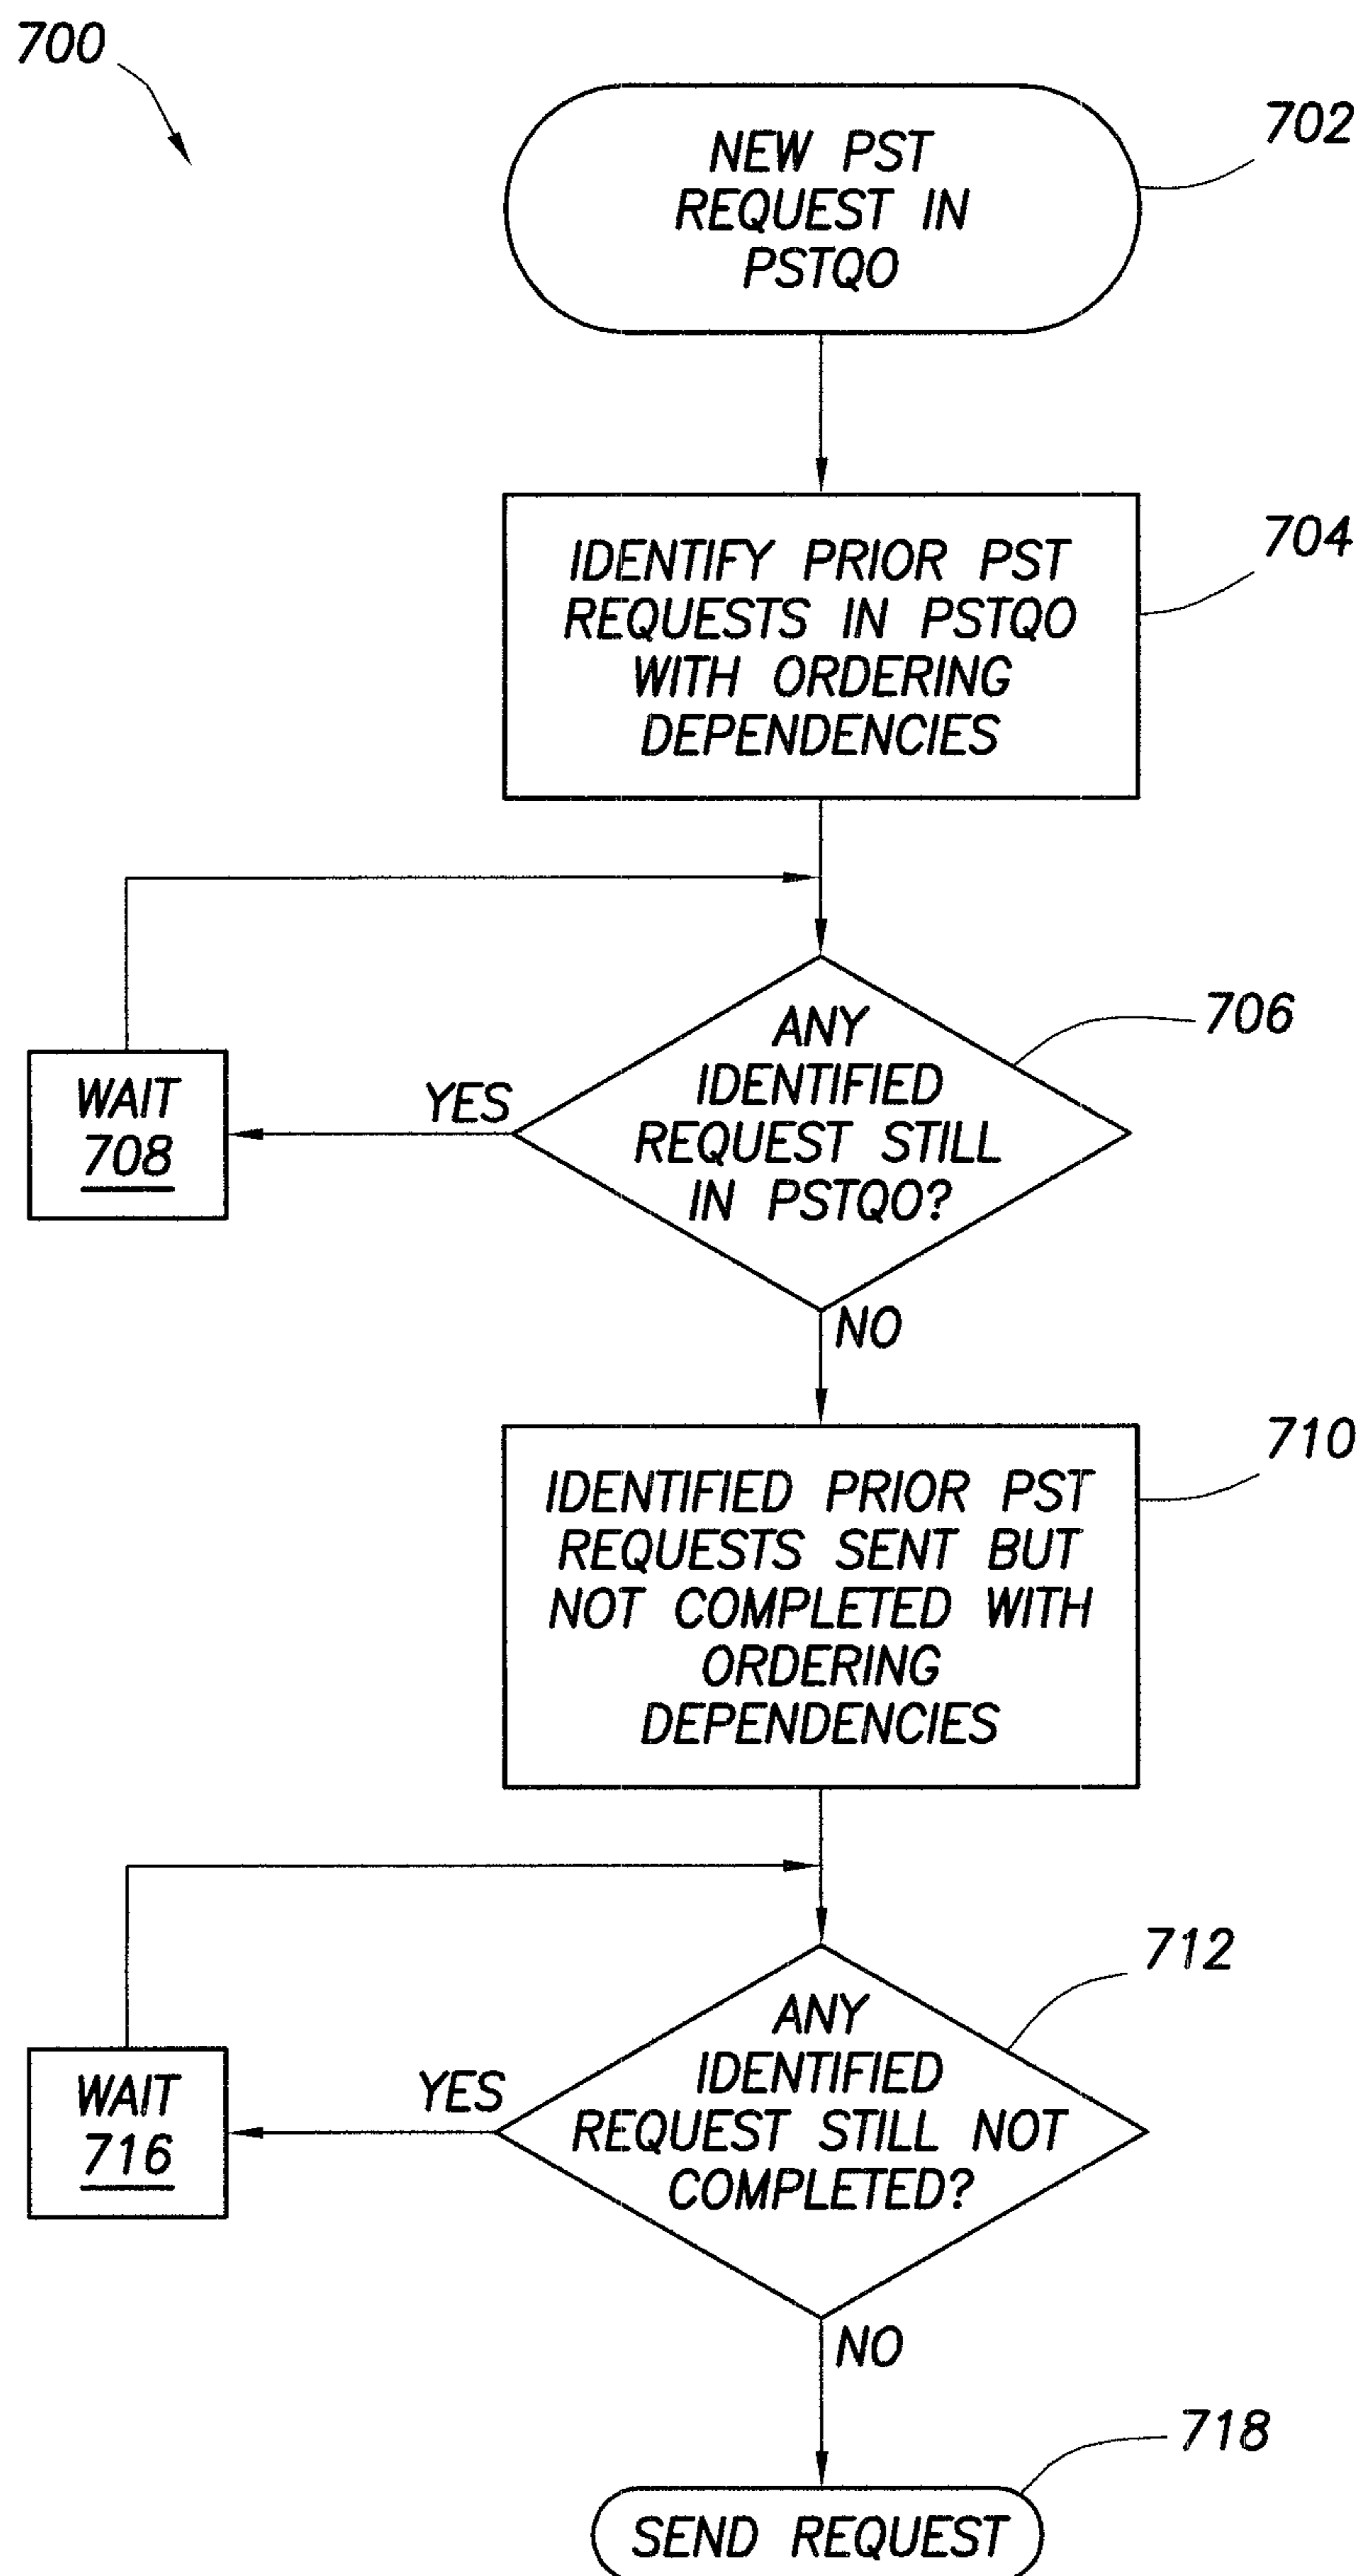 700
NEW PST
REQUEST IN
PSTQO
702
IDENTIFY PRIOR PST
REQUESTS IN PSTQO
WITH ORDERING
DEPENDENCIES
704
ANY
IDENTIFIED
REQUEST STILL
IN PSTQO?
706
YES
WAIT
708
NO
IDENTIFIED PRIOR PST
REQUESTS SENT BUT
NOT COMPLETED WITH
ORDERING
DEPENDENCIES
710
ANY
IDENTIFIED
REQUEST STILL NOT
COMPLETED?
712
YES
WAIT
716
NO
SEND REQUEST
718